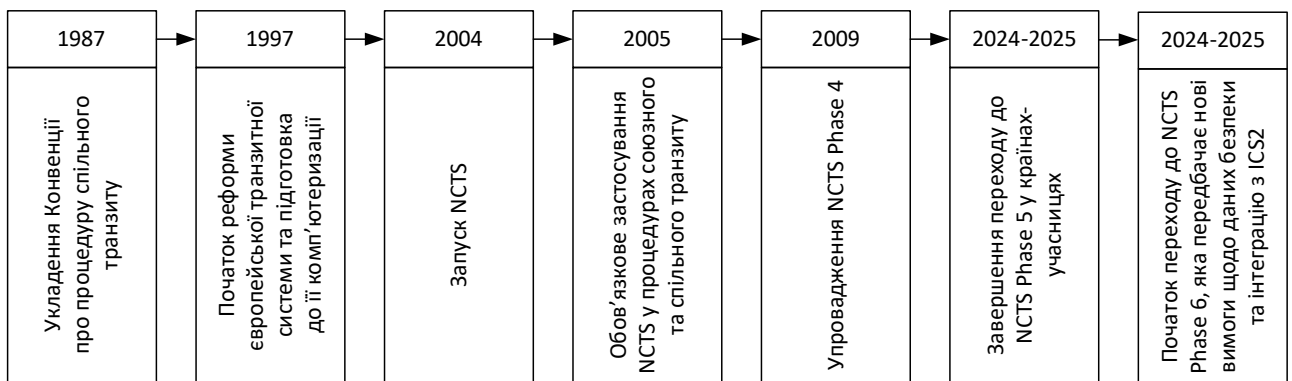 1987
Укладення Конвенції
про процедуру спільного
транзиту
1997
Початок реформи
європейської транзитної
системи та підготовка
до її комп’ютеризації
2004
Запуск NCTS
2005
Обов’язкове застосування
NCTS у процедурах союзного
та спільного транзиту
2009
Упровадження NCTS Phase 4
2024-2025
Завершення переходу до
NCTS Phase 5 у країнах-
учасницях
2024-2025
Початок переходу до NCTS
Phase 6, яка передбачає нові
вимоги щодо даних безпеки
та інтеграцію з ICS2